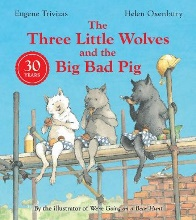 Eugene Trivizas Helen Oxenbury
The
Three Little Wolves
and the
Big Bad Pig
30
YEARS
By the illustrator of We're Going on a Bear Hunt